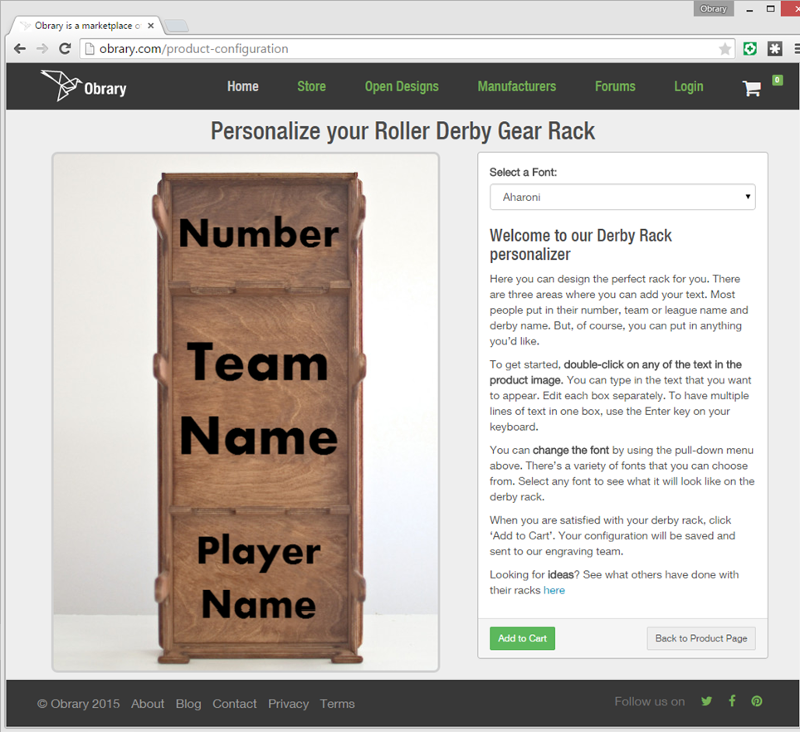 Obrary
Obrary is a marketplace o
obrary.com/product-configuration
Obrary
Home
Store
Open Designs
Manufacturers
Forums
Login
0
Personalize your Roller Derby Gear Rack
Number
Team
Name
Player
Name
Select a Font:
Aharoni
Welcome to our Derby Rack
personalizer
Here you can design the perfect rack for you. There
are three areas where you can add your text. Most
people put in their number, team or league name and
derby name. But, of course, you can put in anything
you'd like.
To get started, double-click on any of the text in the
product image. You can type in the text that you want
to appear. Edit each box separately. To have multiple
lines of text in one box, use the Enter key on your
keyboard.
You can change the font by using the pull-down menu
above. There's a variety of fonts that you can choose
from. Select any font to see what it will look like on the
derby rack.
When you are satisfied with your derby rack, click
‘Add to Cart’. Your configuration will be saved and
sent to our engraving team.
Looking for ideas? See what others have done with
their racks here
Add to Cart
Back to Product Page
© Obrary 2015
About
Blog
Contact
Privacy
Terms
Follow us on